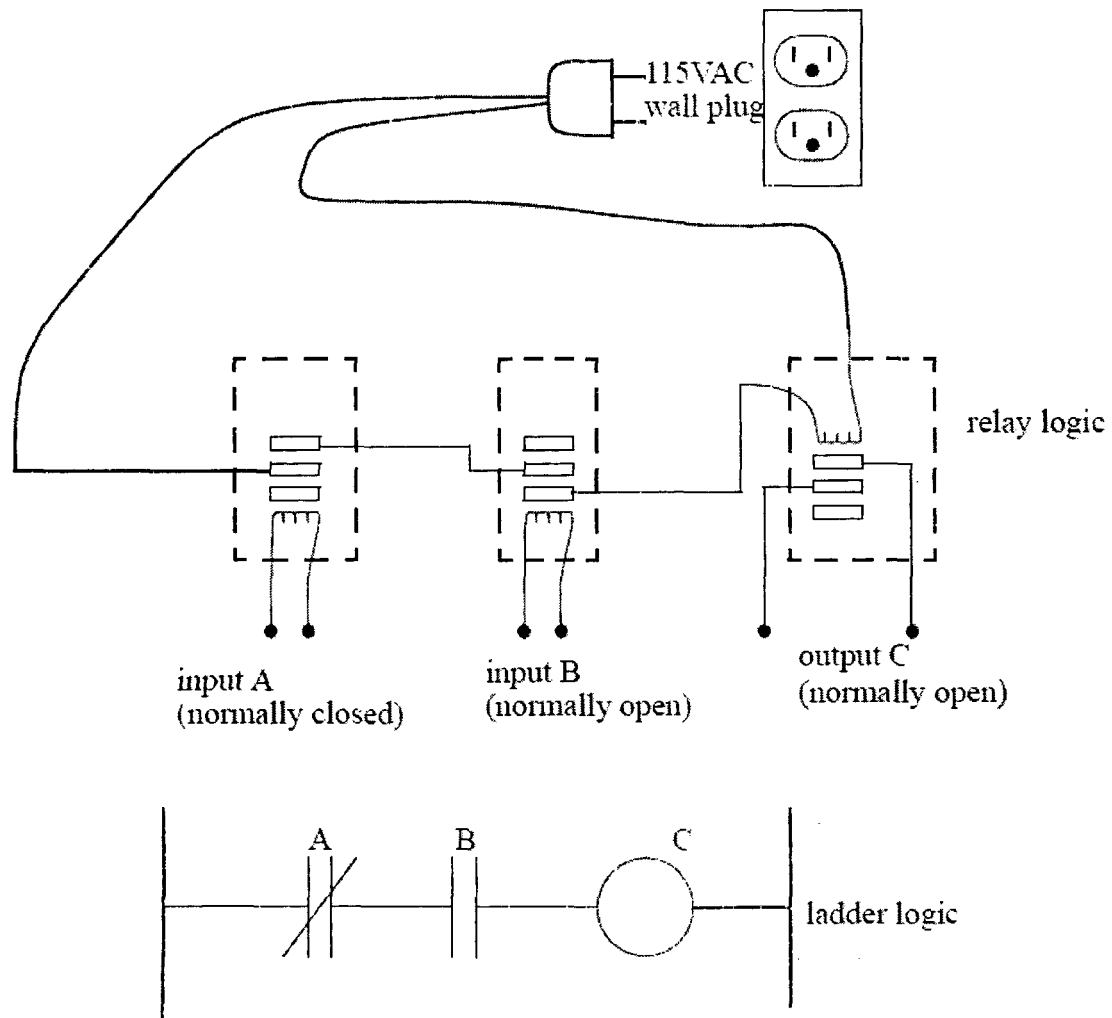 115VAC
wall plug
relay logic
input A
(normally closed)
input B
(normally open)
output C
(normally open)
A
B
C
ladder logic